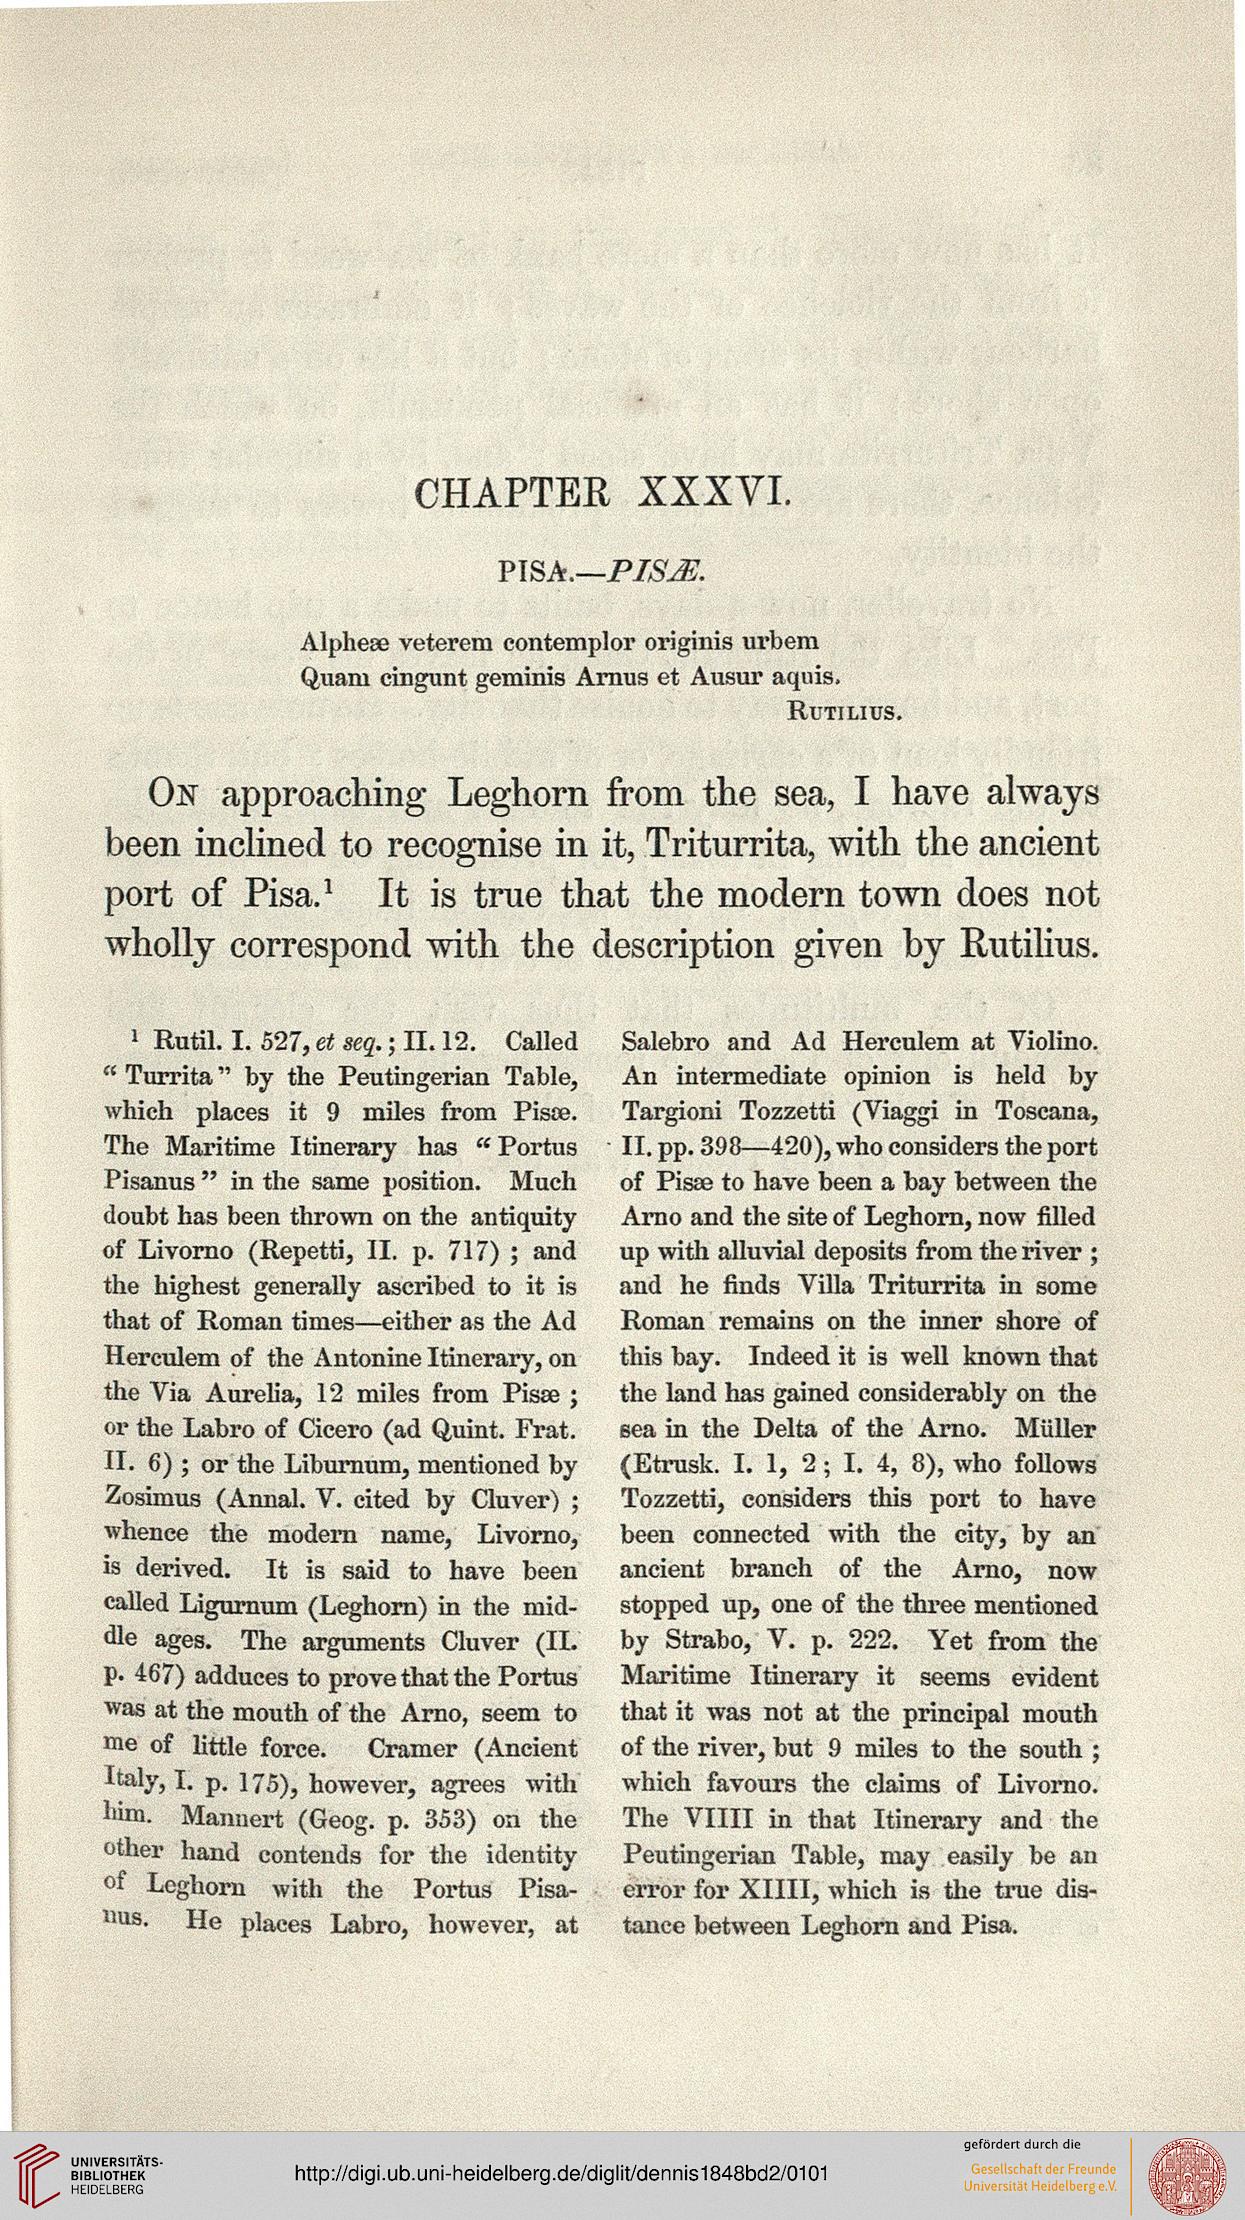 CHAPTER XXXVI.
PISA.—PISÆ.
Alpheæ veterem contemplor originis urbem
Quam cingunt geminis Arnus et Ausur aquis.
RUTILIUS.
ON approaching Leghorn from the sea, I have always
been inclined to recognise in it, Triturrita, with the ancient
port of Pisa.¹ It is true that the modern town does not
wholly correspond with the description given by Rutilius.
¹ Rutil. I. 527, et seq.; II. 12. Called
“Turrita” by the Peutingerian Table,
which places it 9 miles from Pisæ.
The Maritime Itinerary has “Portus
Pisanus” in the same position. Much
doubt has been thrown on the antiquity
of Livorno (Repetti, II. p. 717); and
the highest generally ascribed to it is
that of Roman times—either as the Ad
Herculem of the Antonine Itinerary, on
the Via Aurelia, 12 miles from Pisæ;
or the Labro of Cicero (ad Quint. Frat.
II. 6); or the Liburnum, mentioned by
Zosimus (Annal. V. cited by Cluver);
whence the modern name, Livorno,
is derived. It is said to have been
called Ligurnum (Leghorn) in the mid-
dle ages. The arguments Cluver (II.
p. 467) adduces to prove that the Portus
was at the mouth of the Arno, seem to
me of little force. Cramer (Ancient
Italy, I. p. 175), however, agrees with
him. Mannert (Geog. p. 353) on the
other hand contends for the identity
of Leghorn with the Portus Pisa-
nus. He places Labro, however, at
Salebro and Ad Herculem at Violino.
An intermediate opinion is held by
Targioni Tozzetti (Viaggi in Toscana,
II. pp. 398—420), who considers the port
of Pisæ to have been a bay between the
Arno and the site of Leghorn, now filled
up with alluvial deposits from the river;
and he finds Villa Triturrita in some
Roman remains on the inner shore of
this bay. Indeed it is well known that
the land has gained considerably on the
sea in the Delta of the Arno. Müller
(Etrusk. I. 1, 2; I. 4, 8), who follows
Tozzetti, considers this port to have
been connected with the city, by an
ancient branch of the Arno, now
stopped up, one of the three mentioned
by Strabo, V. p. 222. Yet from the
Maritime Itinerary it seems evident
that it was not at the principal mouth
of the river, but 9 miles to the south;
which favours the claims of Livorno.
The VIIII in that Itinerary and the
Peutingerian Table, may easily be an
error for XIIII, which is the true dis-
tance between Leghorn and Pisa.
UNIVERSITÄTS-
BIBLIOTHEK
HEIDELBERG
http://digi.ub.uni-heidelberg.de/diglit/dennis1848bd2/0101
gefördert durch die
Gesellschaft der Freunde
Universität Heidelberg e.V.